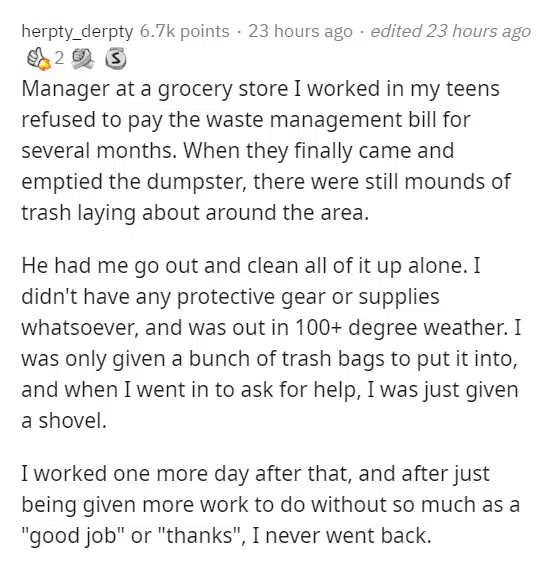 herpty_derpty 6.7k points · 23 hours ago · edited 23 hours ago
2 S
Manager at a grocery store I worked in my teens
refused to pay the waste management bill for
several months. When they finally came and
emptied the dumpster, there were still mounds of
trash laying about around the area.
He had me go out and clean all of it up alone. I
didn't have any protective gear or supplies
whatsoever, and was out in 100+ degree weather. I
was only given a bunch of trash bags to put it into,
and when I went in to ask for help, I was just given
a shovel.
I worked one more day after that, and after just
being given more work to do without so much as a
"good job" or "thanks", I never went back.